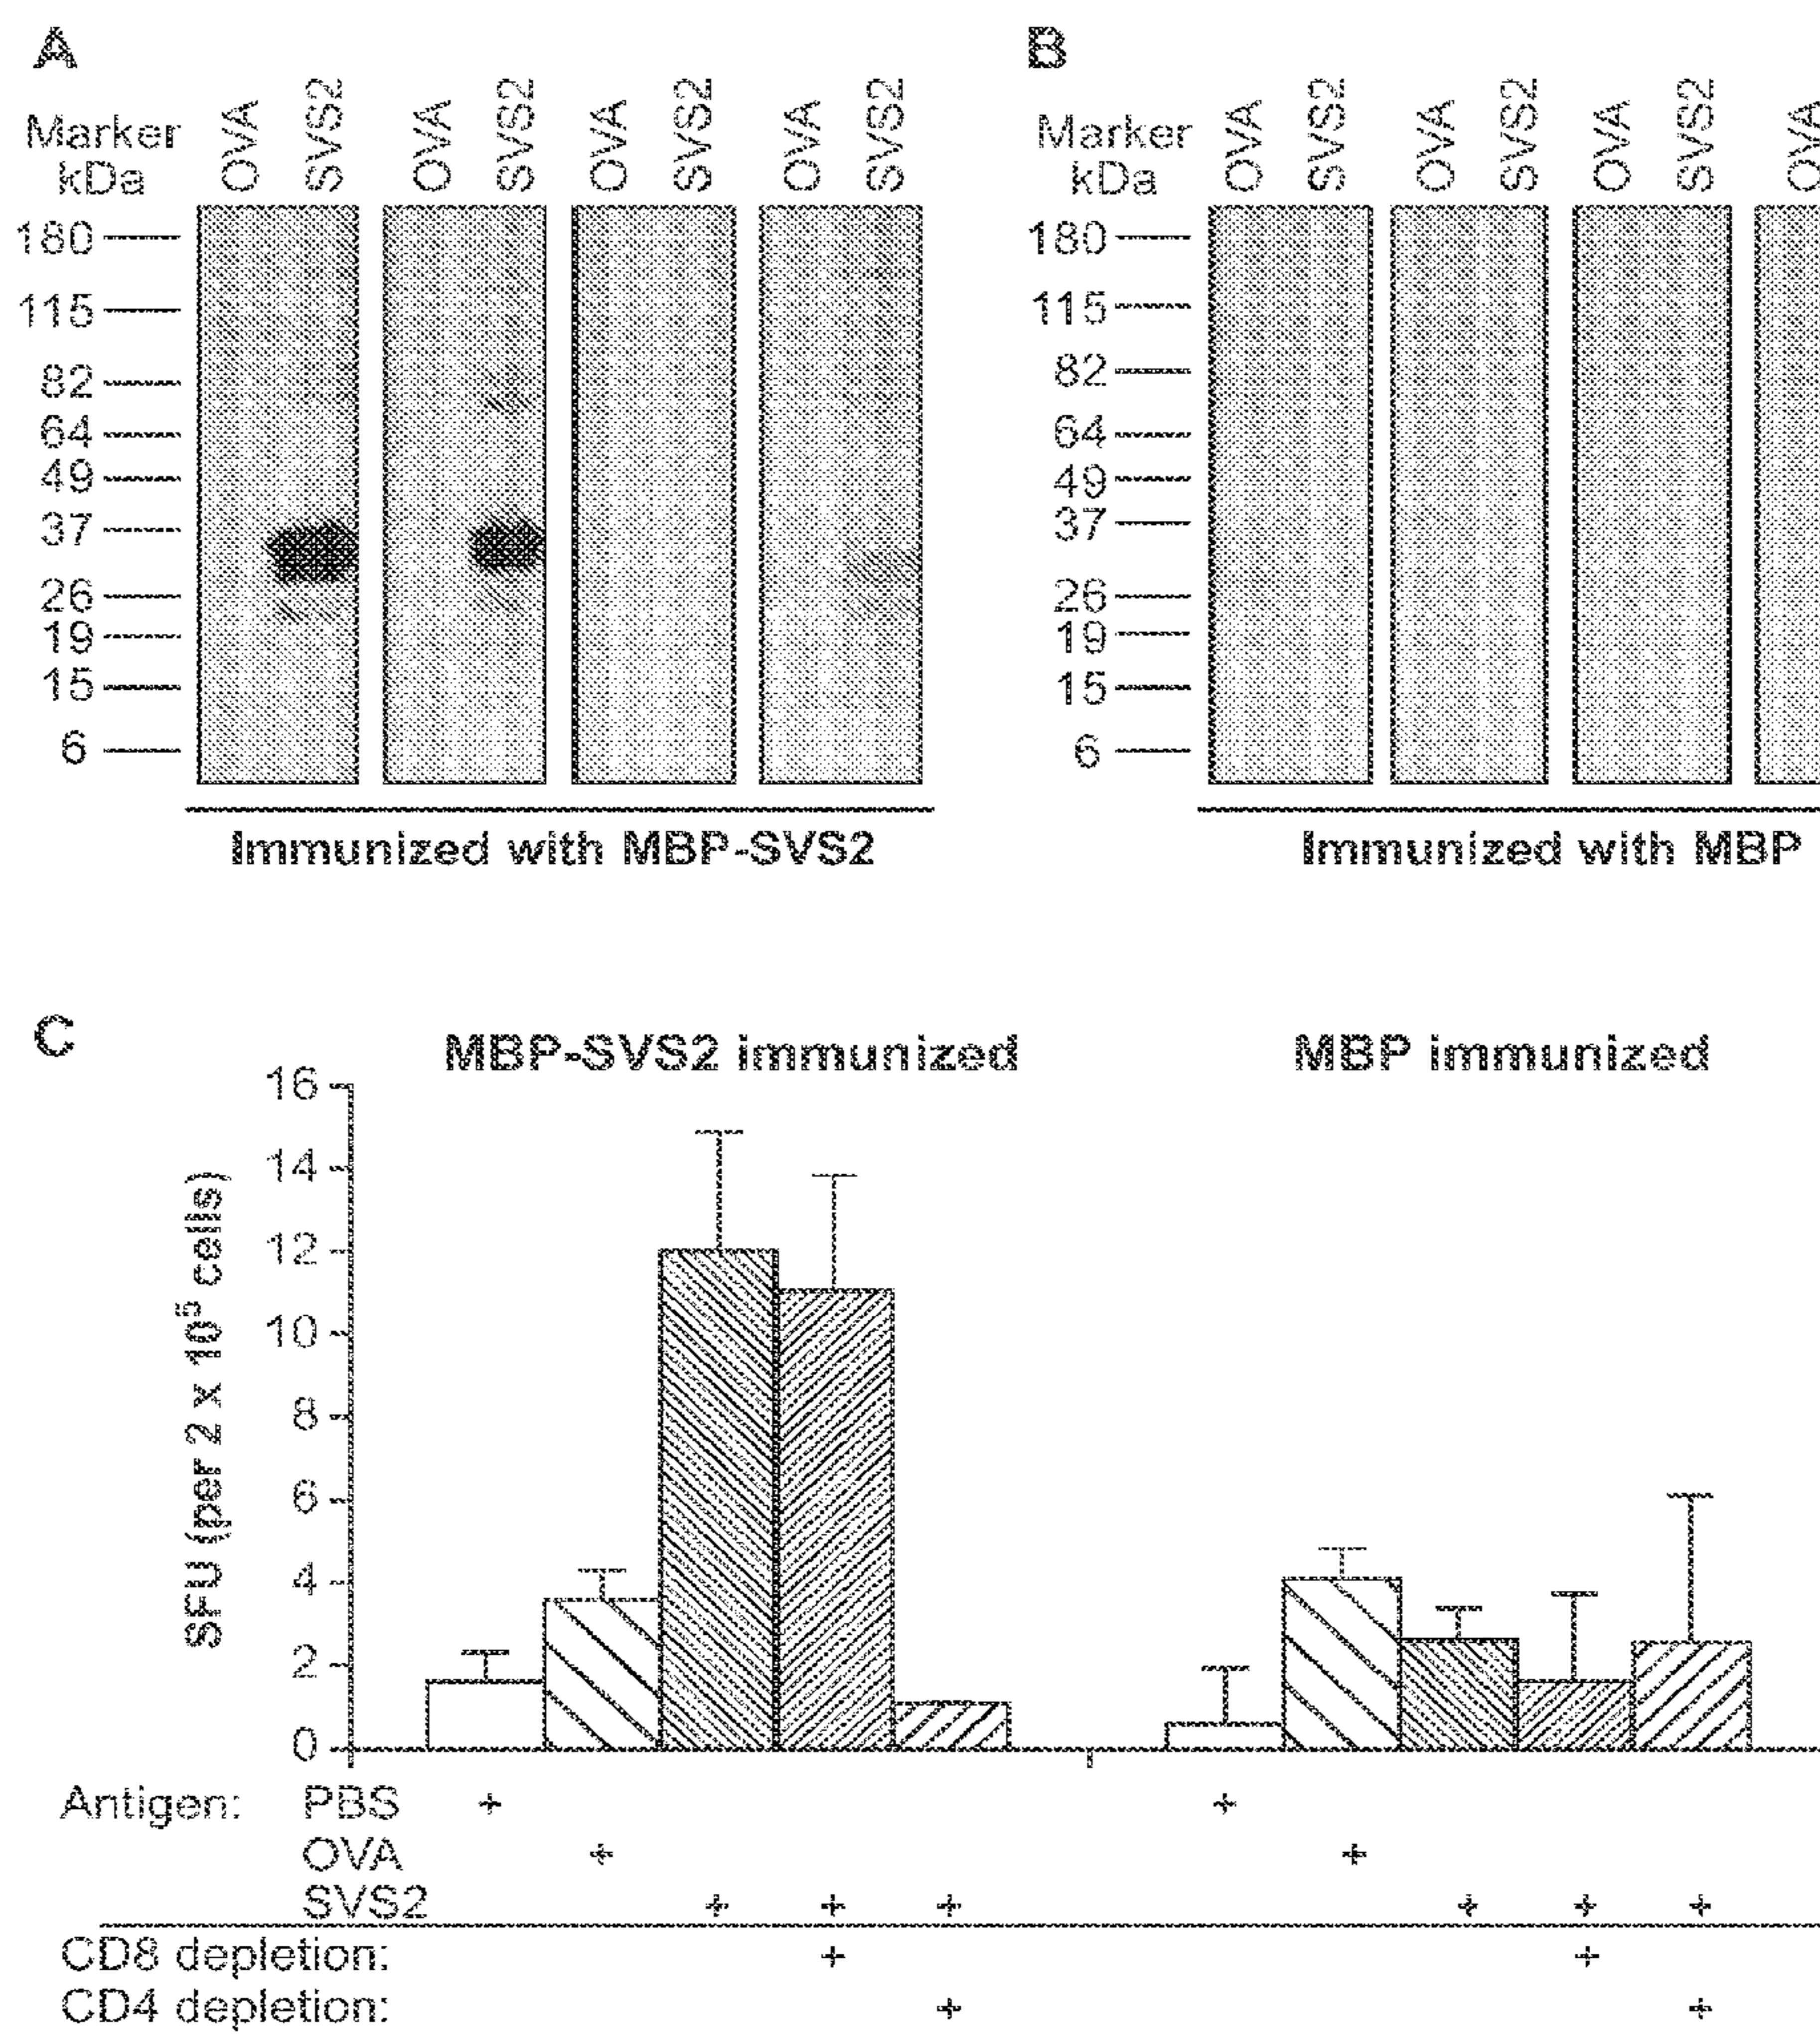 A
Marker
kDa
OVA SVS2 OVA SVS2 OVA SVS2 OVA SVS2
180
115
82
64
49
37
26
19
15
6
Immunized with MBP-SVS2
B
Marker
kDa
OVA SVS2 OVA SVS2 OVA SVS2 OVA
180
115
82
64
49
37
26
19
15
6
Immunized with MBP
C
MBP-SVS2 immunized
MBP immunized
SFU (per 2 x 10⁵ cells)
16
14
12
10
8
6
4
2
0
Antigen: PBS + +
OVA + +
SVS2 + + + + + +
CD8 depletion: + +
CD4 depletion: + +